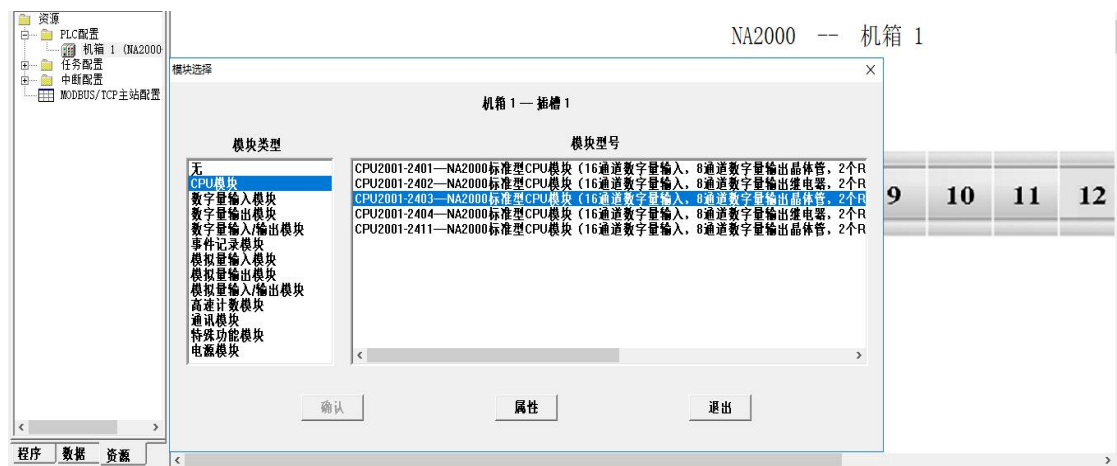 资源
PLC配置
机箱 1 (NA2000
任务配置
中断配置
MODBUS/TCP主站配置
NA2000 -- 机箱 1
模块选择
机箱 1 — 插槽 1
模块类型
模块型号
无
CPU模块
数字量输入模块
数字量输出模块
数字量输入/输出模块
事件记录模块
模拟量输入模块
模拟量输出模块
模拟量输入/输出模块
高速计数模块
通讯模块
特殊功能模块
电源模块
CPU2001-2401—NA2000标准型CPU模块（16通道数字量输入，8通道数字量输出晶体管，2个R
CPU2001-2402—NA2000标准型CPU模块（16通道数字量输入，8通道数字量输出继电器，2个R
CPU2001-2403—NA2000标准型CPU模块（16通道数字量输入，8通道数字量输出晶体管，2个R
CPU2001-2404—NA2000标准型CPU模块（16通道数字量输入，8通道数字量输出继电器，2个R
CPU2001-2411—NA2000标准型CPU模块（16通道数字量输入，8通道数字量输出晶体管，2个R
9 10 11 12
确认 属性 退出
程序 数据 资源